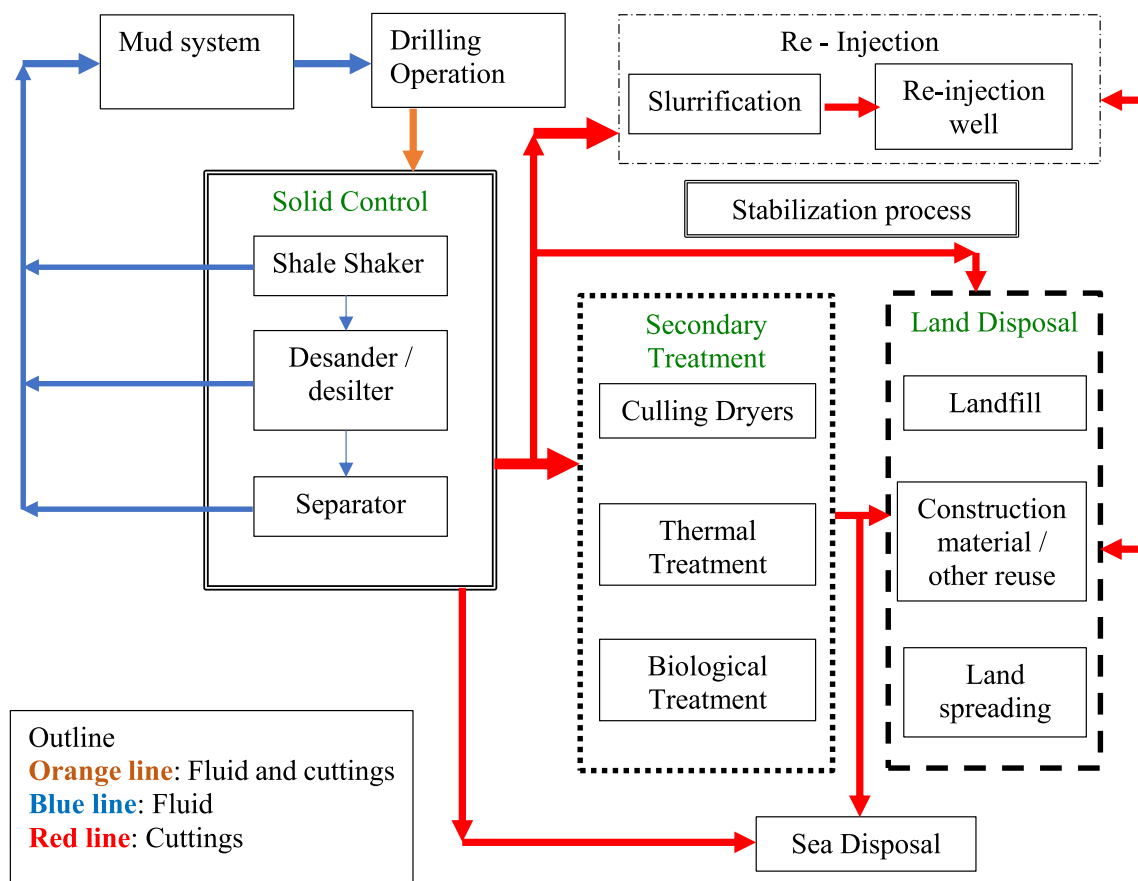 Mud system
Drilling
Operation
Re - Injection
Slurrification
Re-injection
well
Solid Control
Stabilization process
Shale Shaker
Desander /
desilter
Separator
Secondary
Treatment
Culling Dryers
Thermal
Treatment
Biological
Treatment
Land Disposal
Landfill
Construction
material /
other reuse
Land
spreading
Outline
Orange line: Fluid and cuttings
Blue line: Fluid
Red line: Cuttings
Sea Disposal